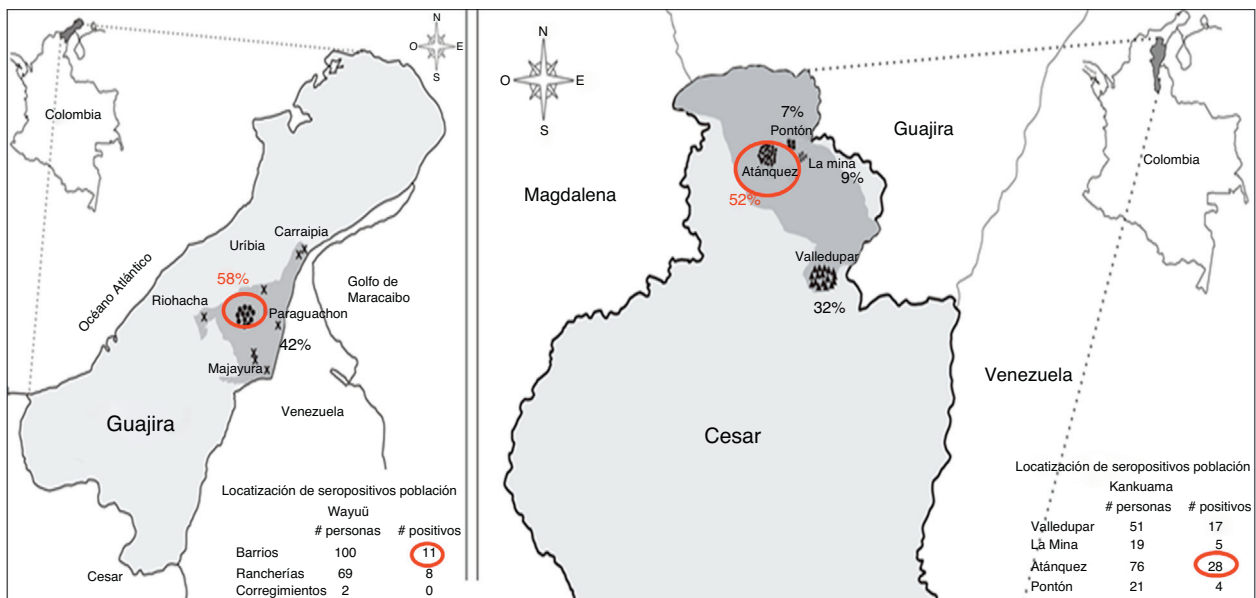 N
O
E
S
Colombia
Océano Atlántico
Carraipia
Uríbia
58%
Riohacha
Paraguachon
42%
Majayura
Golfo de
Maracaibo
Guajira
Venezuela
Cesar
Locatización de seropositivos población
Wayuü
# personas # positivos
Barrios 100 11
Rancherías 69 8
Corregimientos 2 0
N
O
E
S
7%
Pontón
Guajira
La mina
Atánquez
9%
Magdalena
52%
Valledupar
32%
Colombia
Venezuela
Cesar
Locatización de seropositivos población
Kankuama
# personas # positivos
Valledupar 51 17
La Mina 19 5
Atánquez 76 28
Pontón 21 4